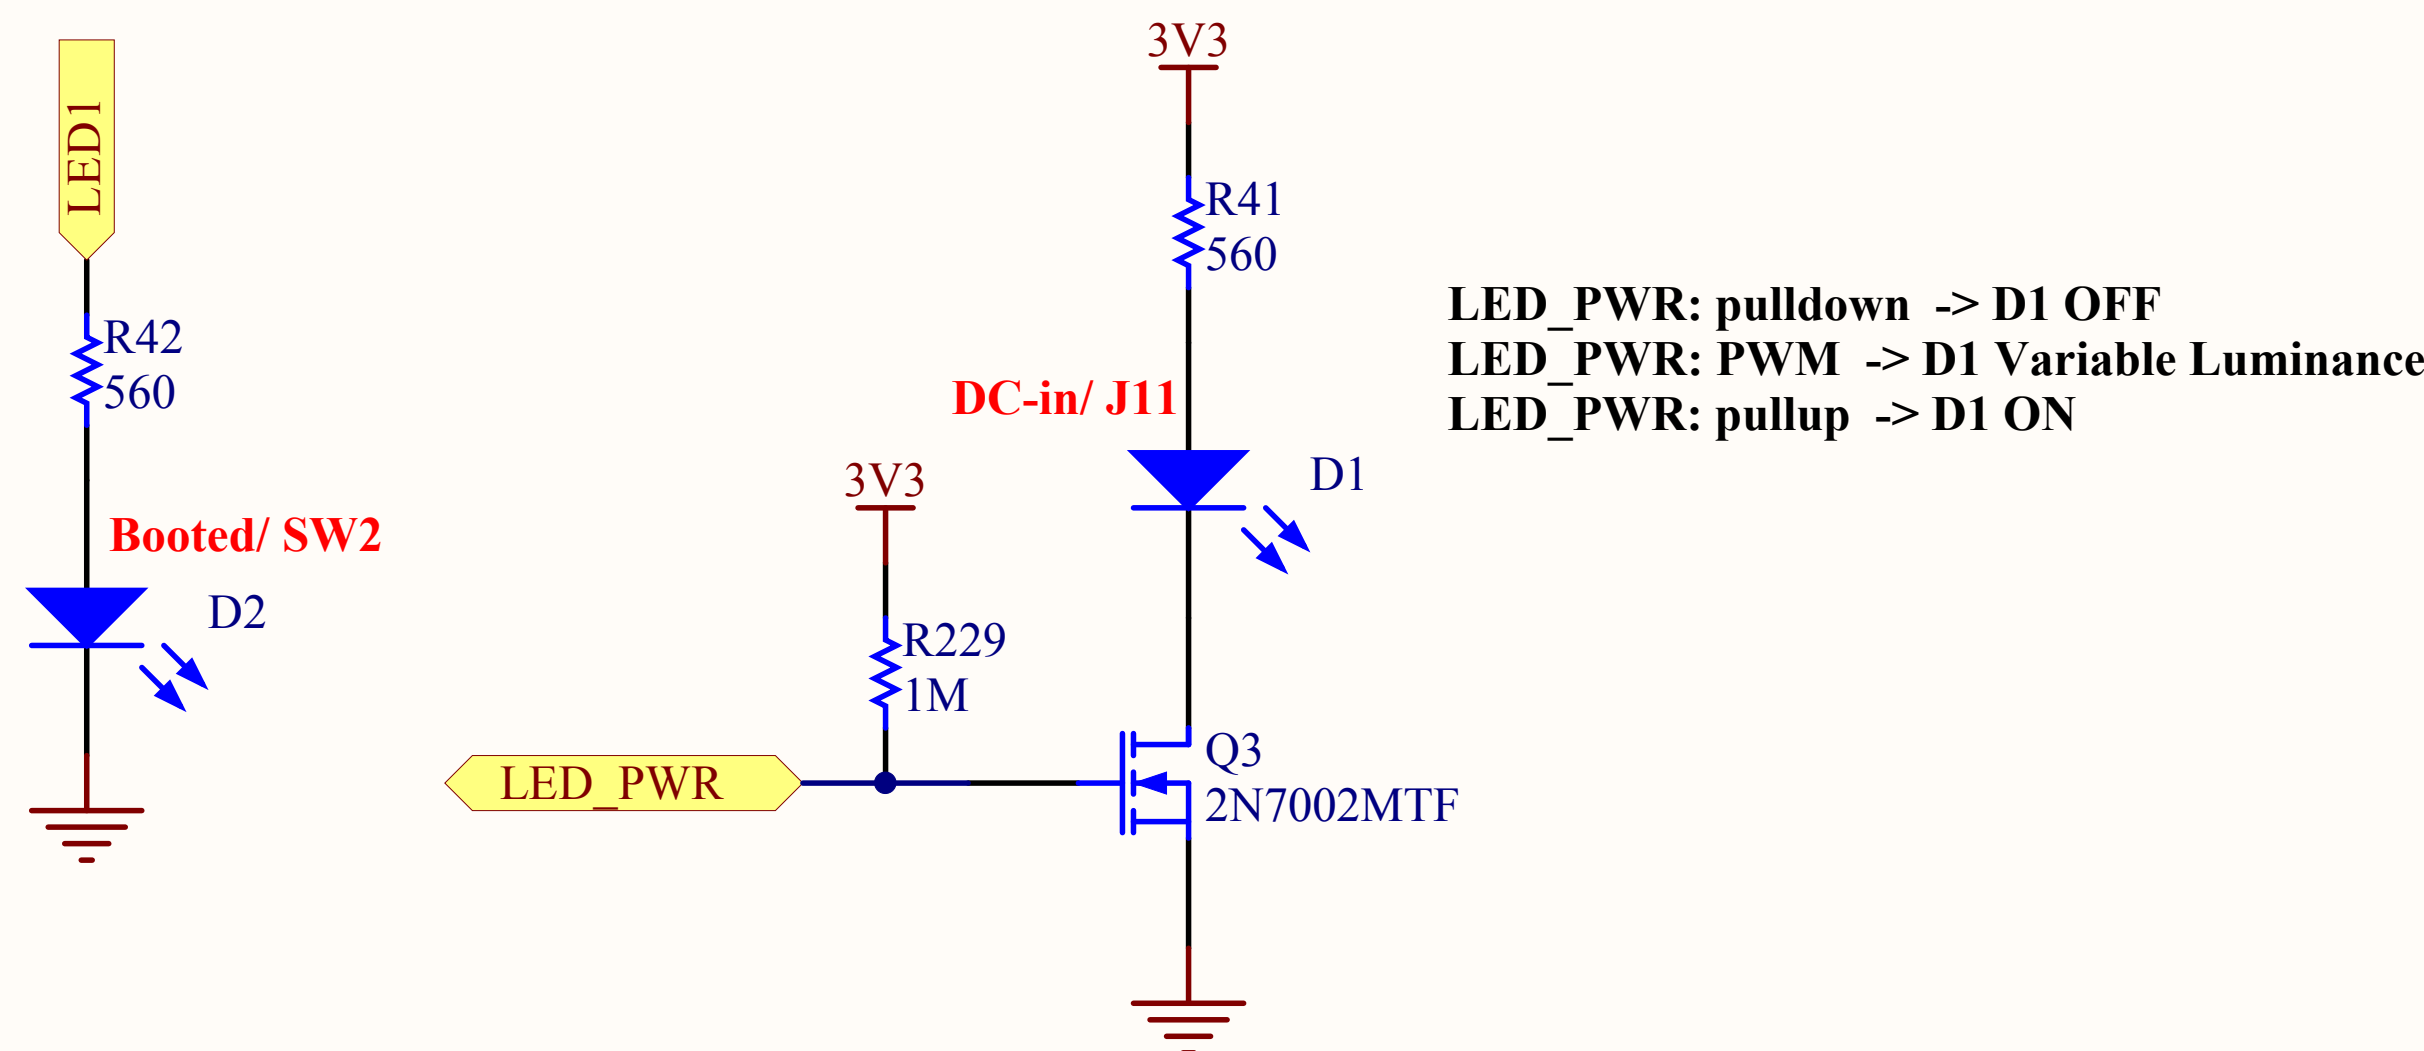 LED1
R42
560
Booted/ SW2
D2
3V3
R41
560
DC-in/ J11
D1
3V3
R229
1M
LED_PWR
Q3
2N7002MTF
LED_PWR: pulldown -> D1 OFF
LED_PWR: PWM -> D1 Variable Luminance
LED_PWR: pullup -> D1 ON